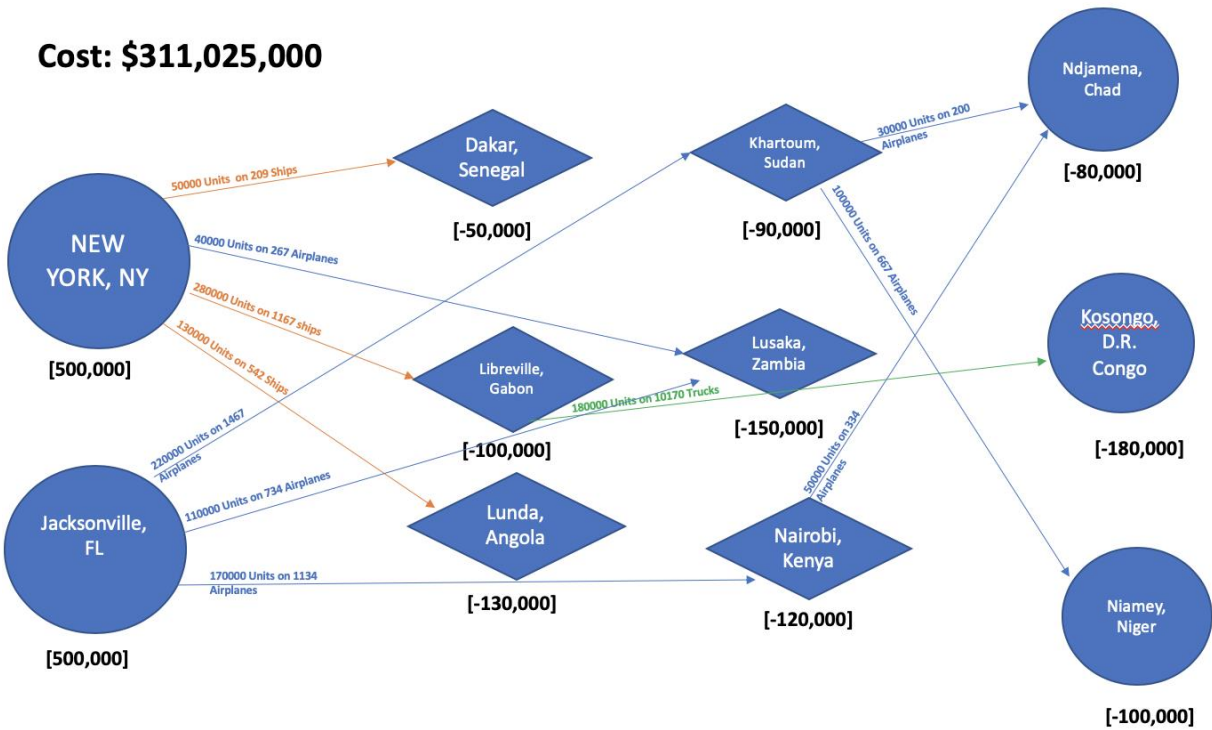 Cost: $311,025,000
NEW
YORK, NY
[500,000]
Jacksonville,
FL
[500,000]
50000 Units on 209 Ships
40000 Units on 267 Airplanes
280000 Units on 1167 ships
130000 Units on 542 Ships
220000 Units on 1467
Airplanes
110000 Units on 734 Airplanes
170000 Units on 1134
Airplanes
Dakar,
Senegal
[-50,000]
Libreville,
Gabon
[-100,000]
Lunda,
Angola
[-130,000]
180000 Units on 10170 Trucks
Khartoum,
Sudan
[-90,000]
Lusaka,
Zambia
[-150,000]
Nairobi,
Kenya
[-120,000]
30000 Units on 200
Airplanes
100000 Units on 667 Airplanes
50000 Units on 334
Airplanes
Ndjamena,
Chad
[-80,000]
Kosongo,
D.R.
Congo
[-180,000]
Niamey,
Niger
[-100,000]